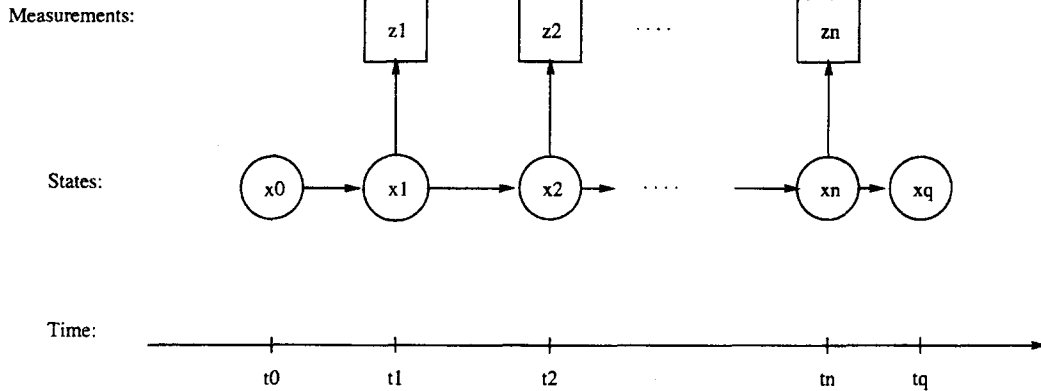 Measurements:
z1 z2 .... zn
States:
x0 x1 x2 .... xn xq
Time:
t0 t1 t2 tn tq